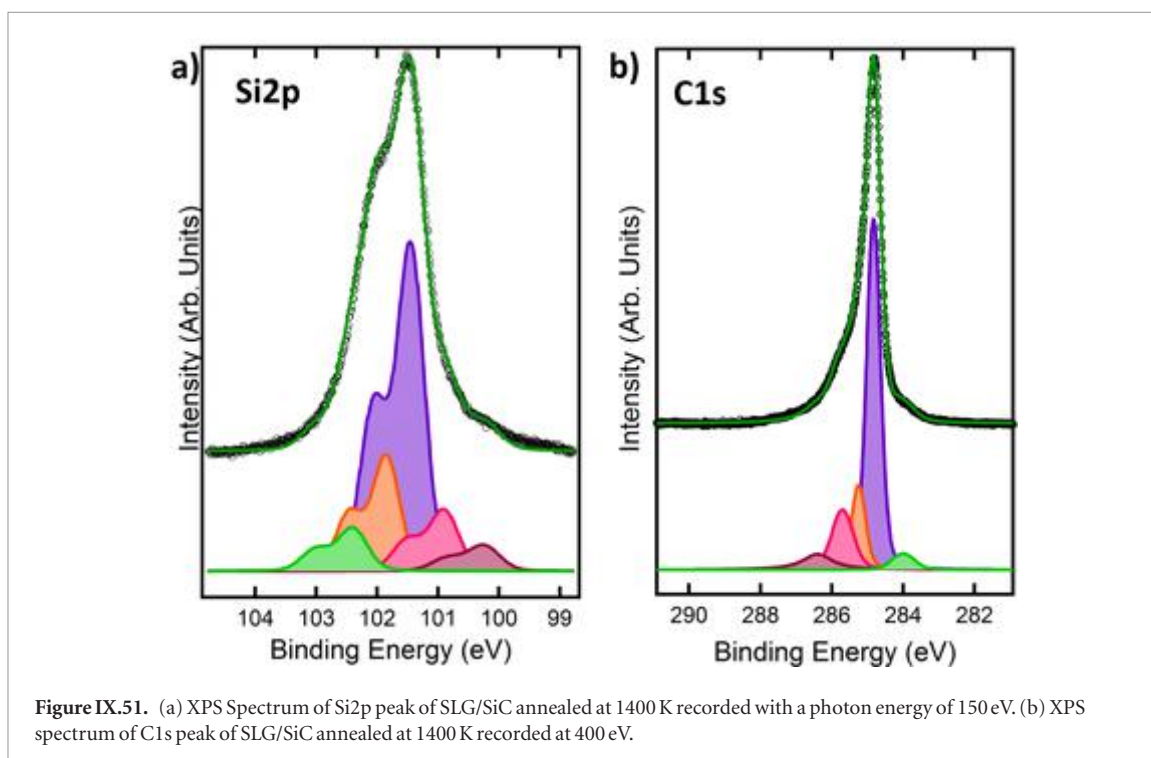 a)
Si2p
Intensity (Arb. Units)
104 103 102 101 100 99
Binding Energy (eV)
b)
C1s
Intensity (Arb. Units)
290 288 286 284 282
Binding Energy (eV)
Figure IX.51. (a) XPS Spectrum of Si2p peak of SLG/SiC annealed at 1400 K recorded with a photon energy of 150 eV. (b) XPS
spectrum of C1s peak of SLG/SiC annealed at 1400 K recorded at 400 eV.